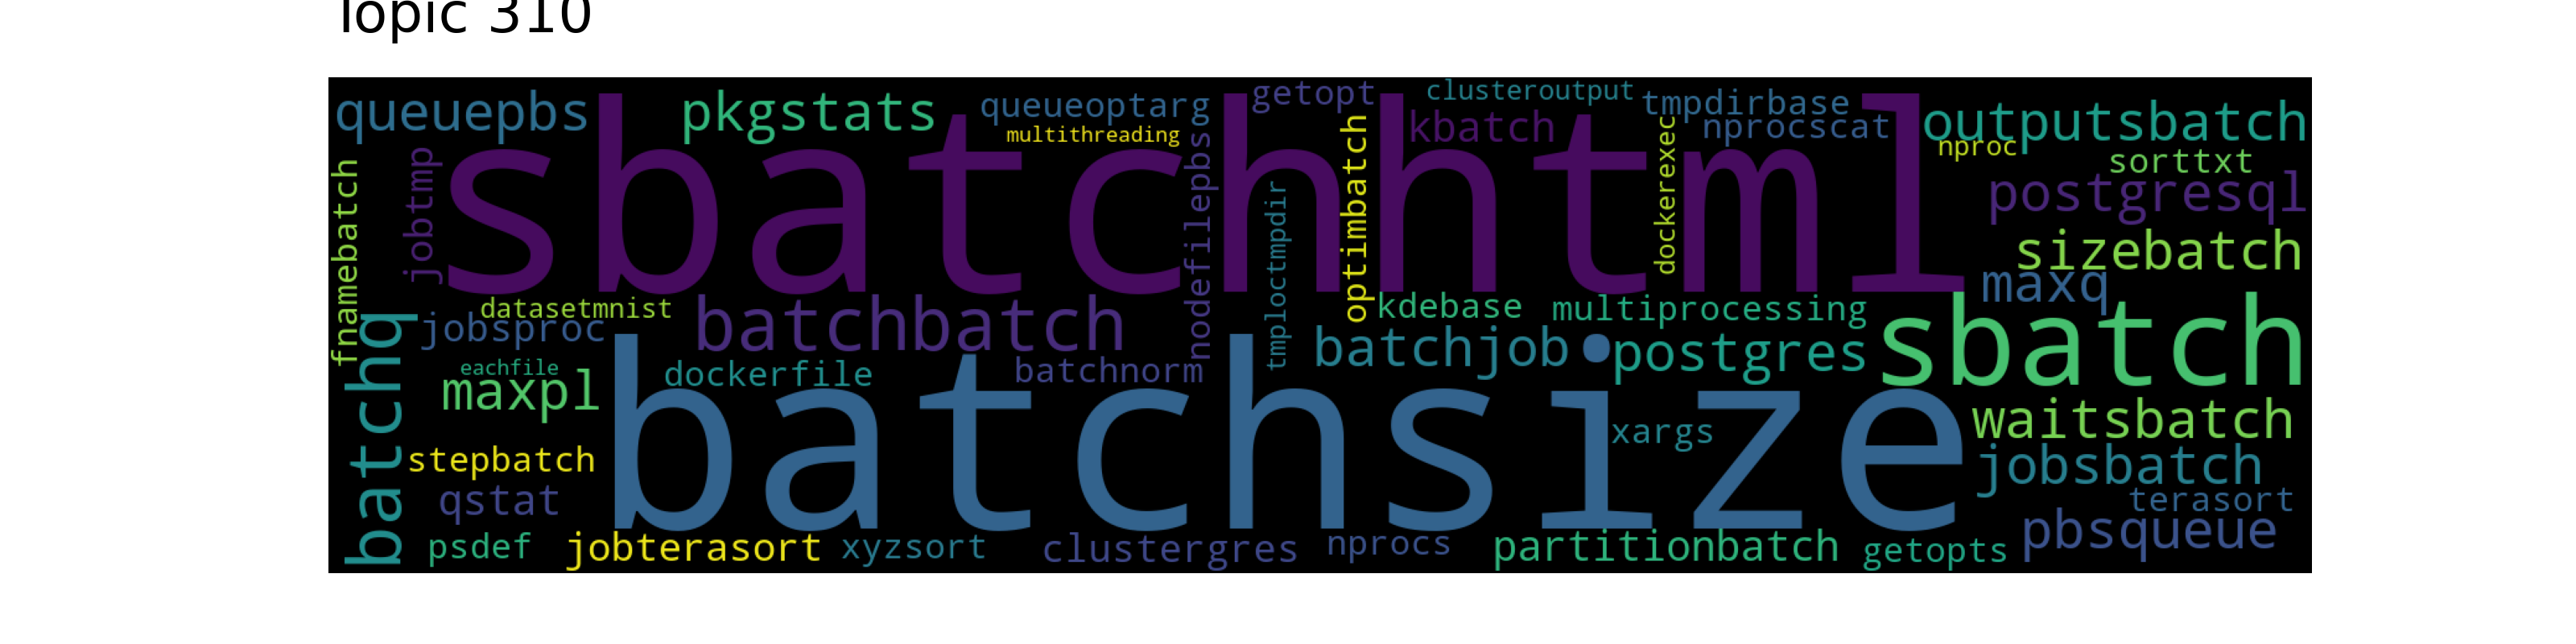 Topic 310
queuepbs
pkgstats
queueoptarg
multithreading
getopt
clusteroutput
tmpdirbase
kbatch
nprocscat
outputsbatch
nproc
sorttxt
postgresql
sizebatch
maxq
sbatchhtml
fnamebatch
jobtmp
nodefilepbs
tmploctmpdir
optimbatch
dockerexec
datasetmnist
jobsproc
batchbatch
kdebase
multiprocessing
batchjob
postgres
sbatch
eachfile
maxpl
dockerfile
batchnorm
batchq
batchsize
xargs
waitsbatch
stepbatch
qstat
jobsbatch
terasort
pbsqueue
psdef
jobterasort
xyzsort
clustergres
nprocs
partitionbatch
getopts